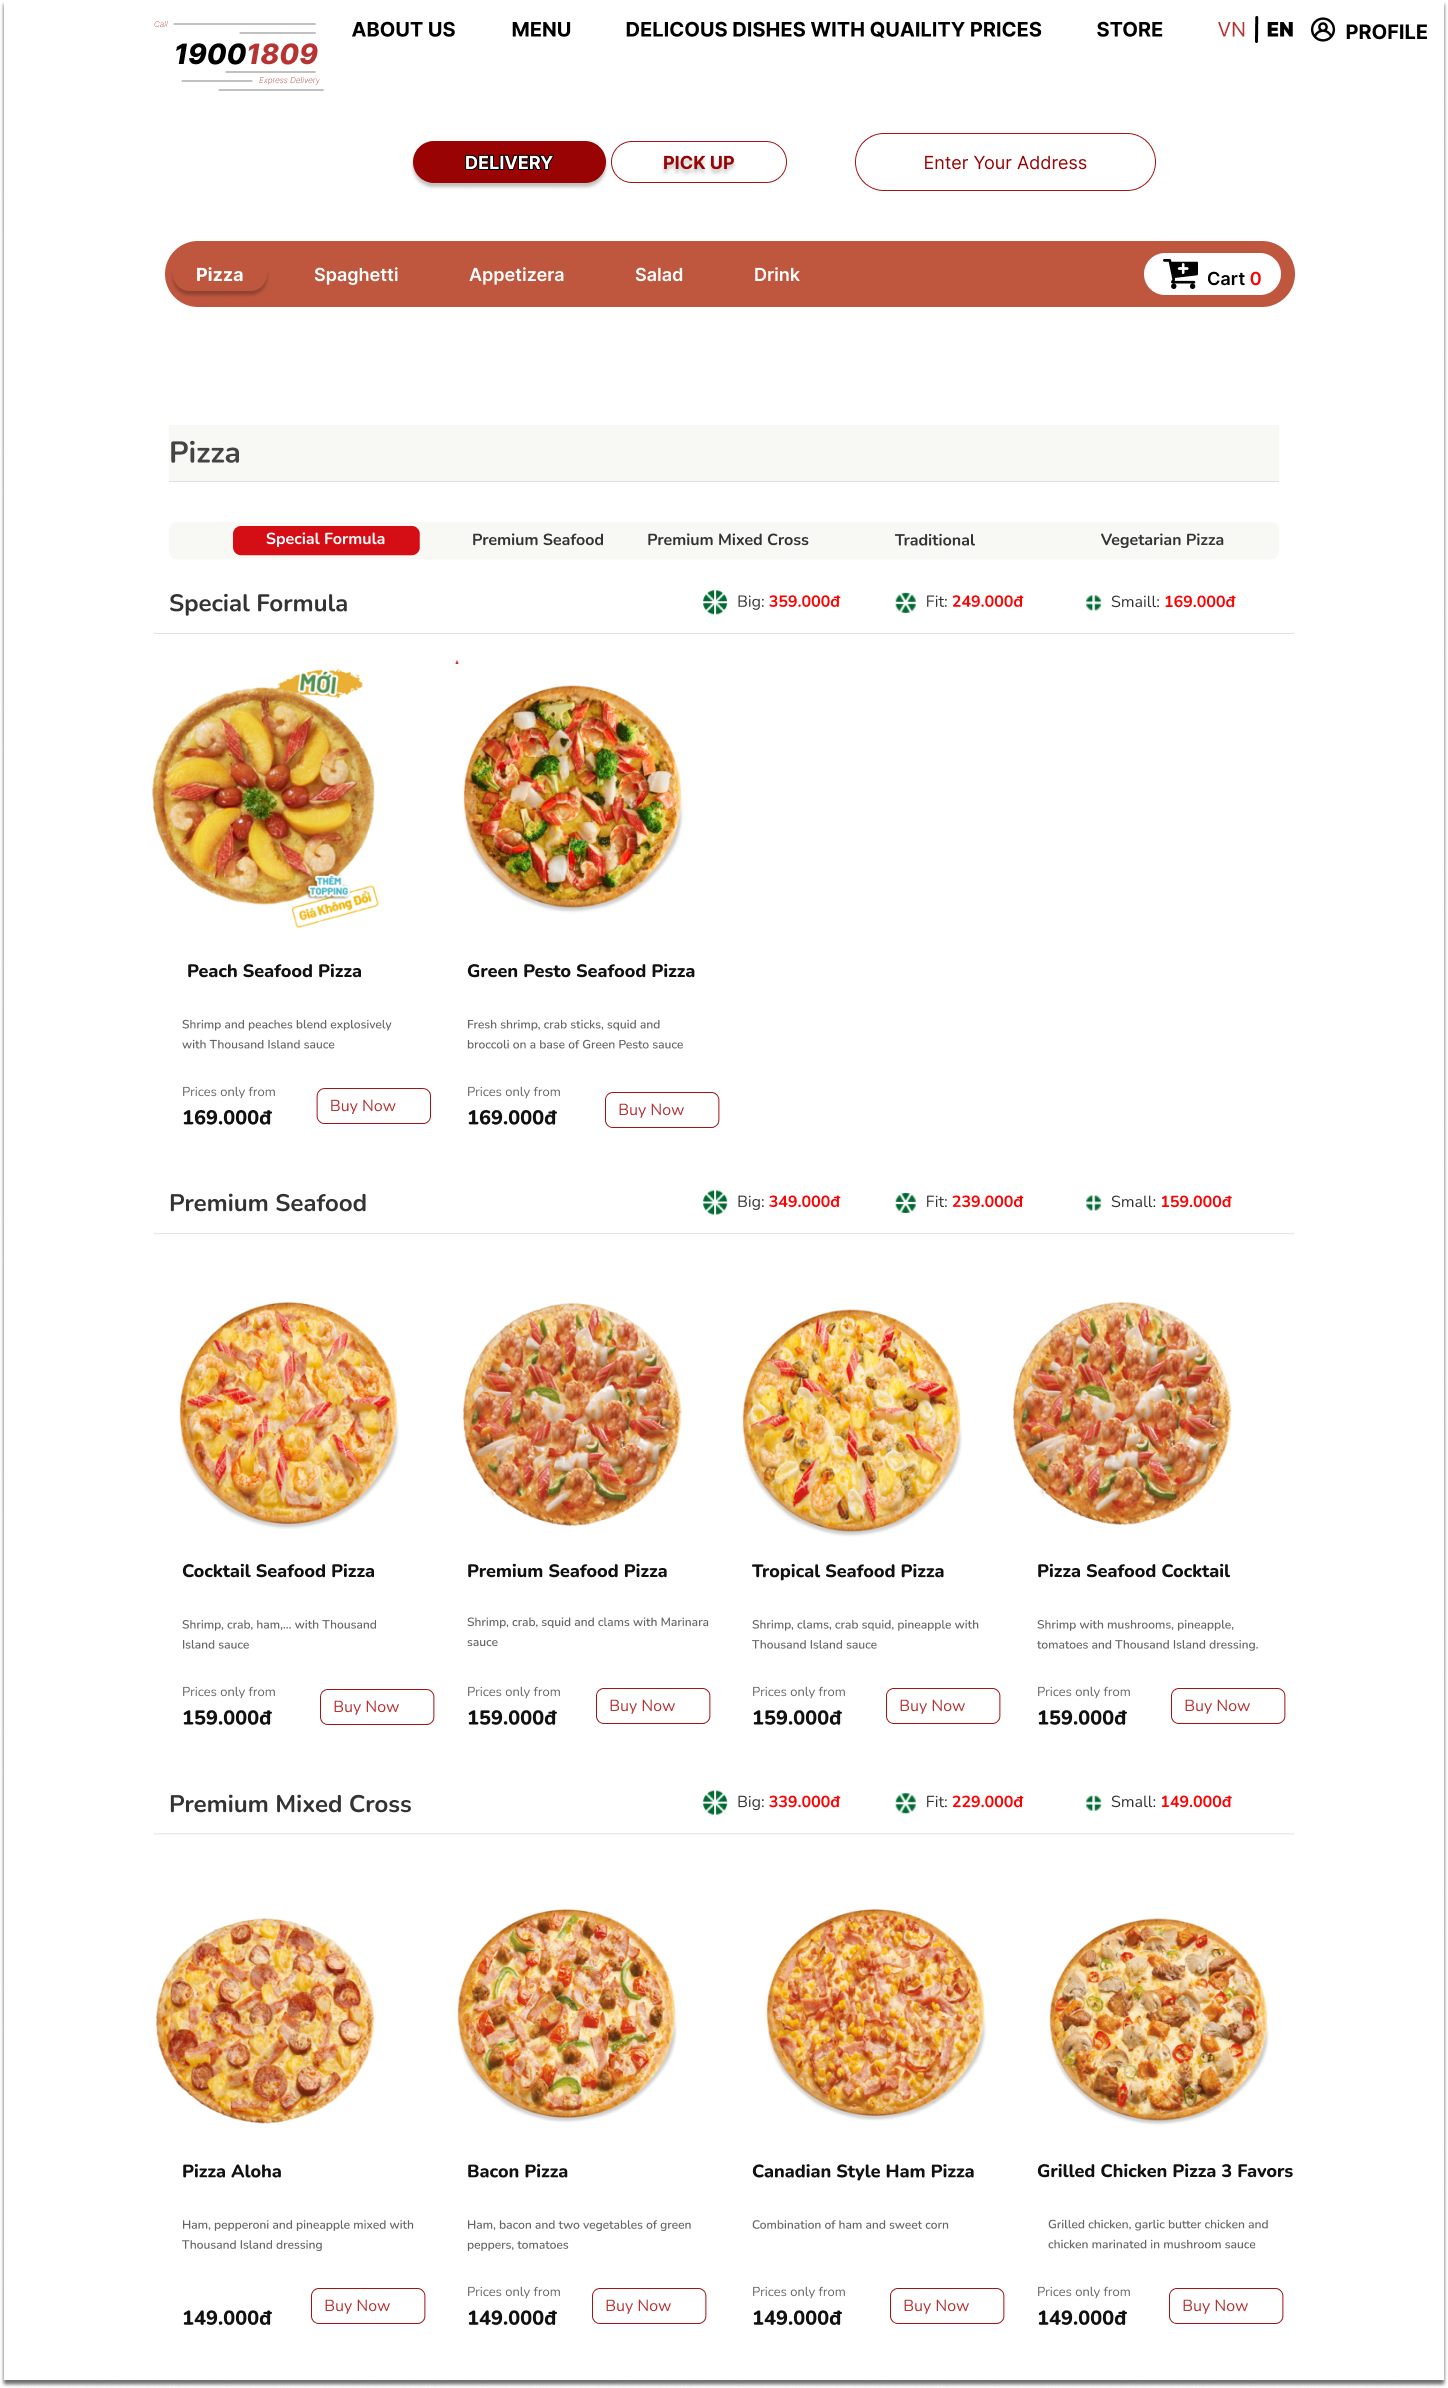 Call
19001809
Express Delivery
ABOUT US
MENU
DELICOUS DISHES WITH QUAILITY PRICES
STORE
VN | EN
PROFILE
DELIVERY
PICK UP
Enter Your Address
Pizza
Spaghetti
Appetizera
Salad
Drink
Cart 0
Pizza
Special Formula
Premium Seafood
Premium Mixed Cross
Traditional
Vegetarian Pizza
Special Formula
Big: 359.000đ
Fit: 249.000đ
Smaill: 169.000đ
MỚI
THÊM
TOPPING
Giá Không Đổi
Peach Seafood Pizza
Shrimp and peaches blend explosively
with Thousand Island sauce
Prices only from
169.000đ
Buy Now
Green Pesto Seafood Pizza
Fresh shrimp, crab sticks, squid and
broccoli on a base of Green Pesto sauce
Prices only from
169.000đ
Buy Now
Premium Seafood
Big: 349.000đ
Fit: 239.000đ
Small: 159.000đ
Cocktail Seafood Pizza
Shrimp, crab, ham,... with Thousand
Island sauce
Prices only from
159.000đ
Buy Now
Premium Seafood Pizza
Shrimp, crab, squid and clams with Marinara
sauce
Prices only from
159.000đ
Buy Now
Tropical Seafood Pizza
Shrimp, clams, crab squid, pineapple with
Thousand Island sauce
Prices only from
159.000đ
Buy Now
Pizza Seafood Cocktail
Shrimp with mushrooms, pineapple,
tomatoes and Thousand Island dressing.
Prices only from
159.000đ
Buy Now
Premium Mixed Cross
Big: 339.000đ
Fit: 229.000đ
Small: 149.000đ
Pizza Aloha
Ham, pepperoni and pineapple mixed with
Thousand Island dressing
149.000đ
Buy Now
Bacon Pizza
Ham, bacon and two vegetables of green
peppers, tomatoes
Prices only from
149.000đ
Buy Now
Canadian Style Ham Pizza
Combination of ham and sweet corn
Prices only from
149.000đ
Buy Now
Grilled Chicken Pizza 3 Favors
Grilled chicken, garlic butter chicken and
chicken marinated in mushroom sauce
Prices only from
149.000đ
Buy Now